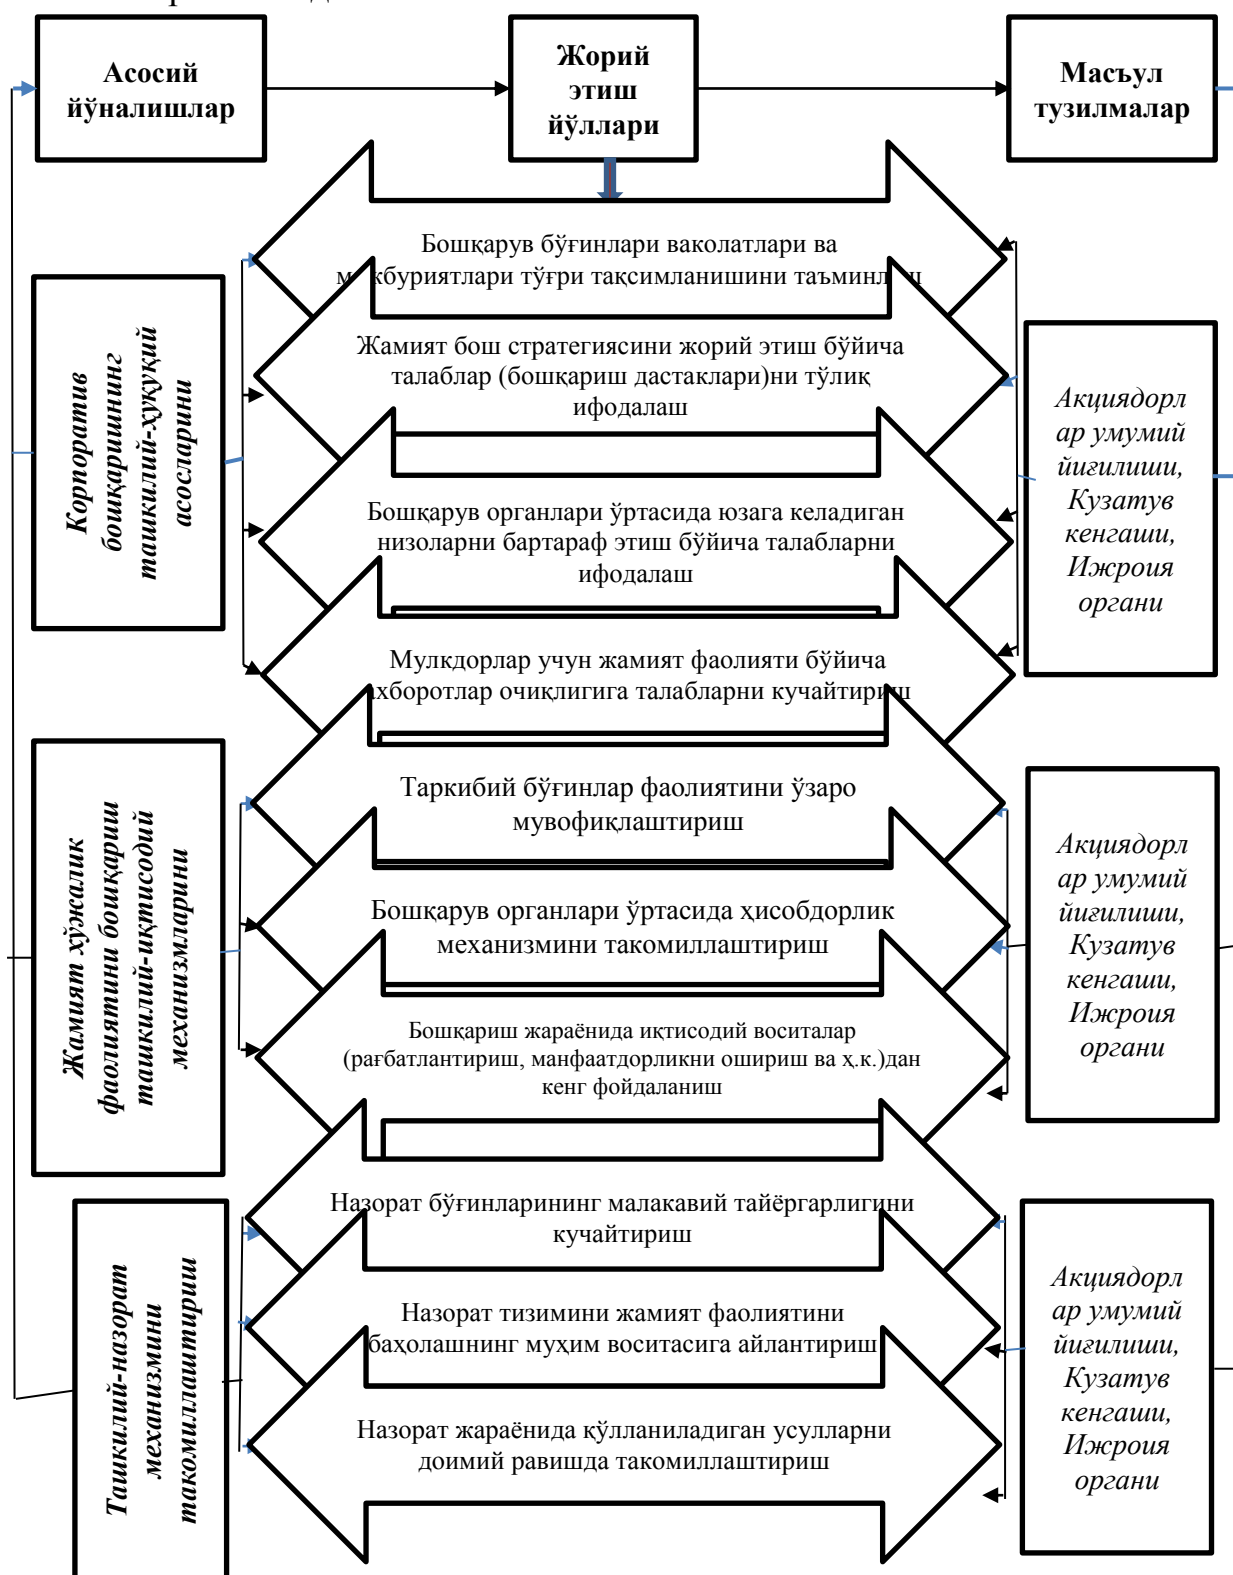 Асосий
йўналишлар
Жорий
этиш
йўллари
Масъул
тузилмалар
Бошқарув бўғинлари ваколатлари ва
тўғри тақсимланишини
Жамият бош стратегиясини жорий этиш бўйича
талаблар (бошқариш дастаклари)ни тўлиқ
ифодалаш
Бошқарув органлари ўртасида юзага келадиган
низоларни бартараф этиш бўйича талабларни
ифодалаш
Мулкдорлар учун жамият фаолияти бўйича
очиқлигига талабларни кучайтириш
Корпоратив
бошқаришнинг
ташкилий-ҳуқуқий
асосларини
Акциядорл
ар умумий
йиғилиши,
Кузатув
кенгаши,
Ижроия
органи
Таркибий бўғинлар фаолиятини ўзаро
мувофиқлаштириш
Бошқарув органлари ўртасида ҳисобдорлик
механизмини такомиллаштириш
Бошқариш жараёнида иқтисодий воситалар
(рағбатлантириш, манфаатдорликни ошириш ва ҳ.к.)дан
кенг фойдаланиш
Жамият хўжалик
фаолиятини бошқариш
ташкилий-иқтисодий
механизмларини
Акциядорл
ар умумий
йиғилиши,
Кузатув
кенгаши,
Ижроия
органи
Назорат бўғинларининг малакавий тайёргарлигини
кучайтириш
Назорат тизимини жамият фаолиятини
баҳолашнинг муҳим воситасига айлантириш
Назорат жараёнида қўлланиладиган усулларни
доимий равишда такомиллаштириш
Ташкилий-назорат
механизмини
такомиллаштириш
Акциядорл
ар умумий
йиғилиши,
Кузатув
кенгаши,
Ижроия
органи